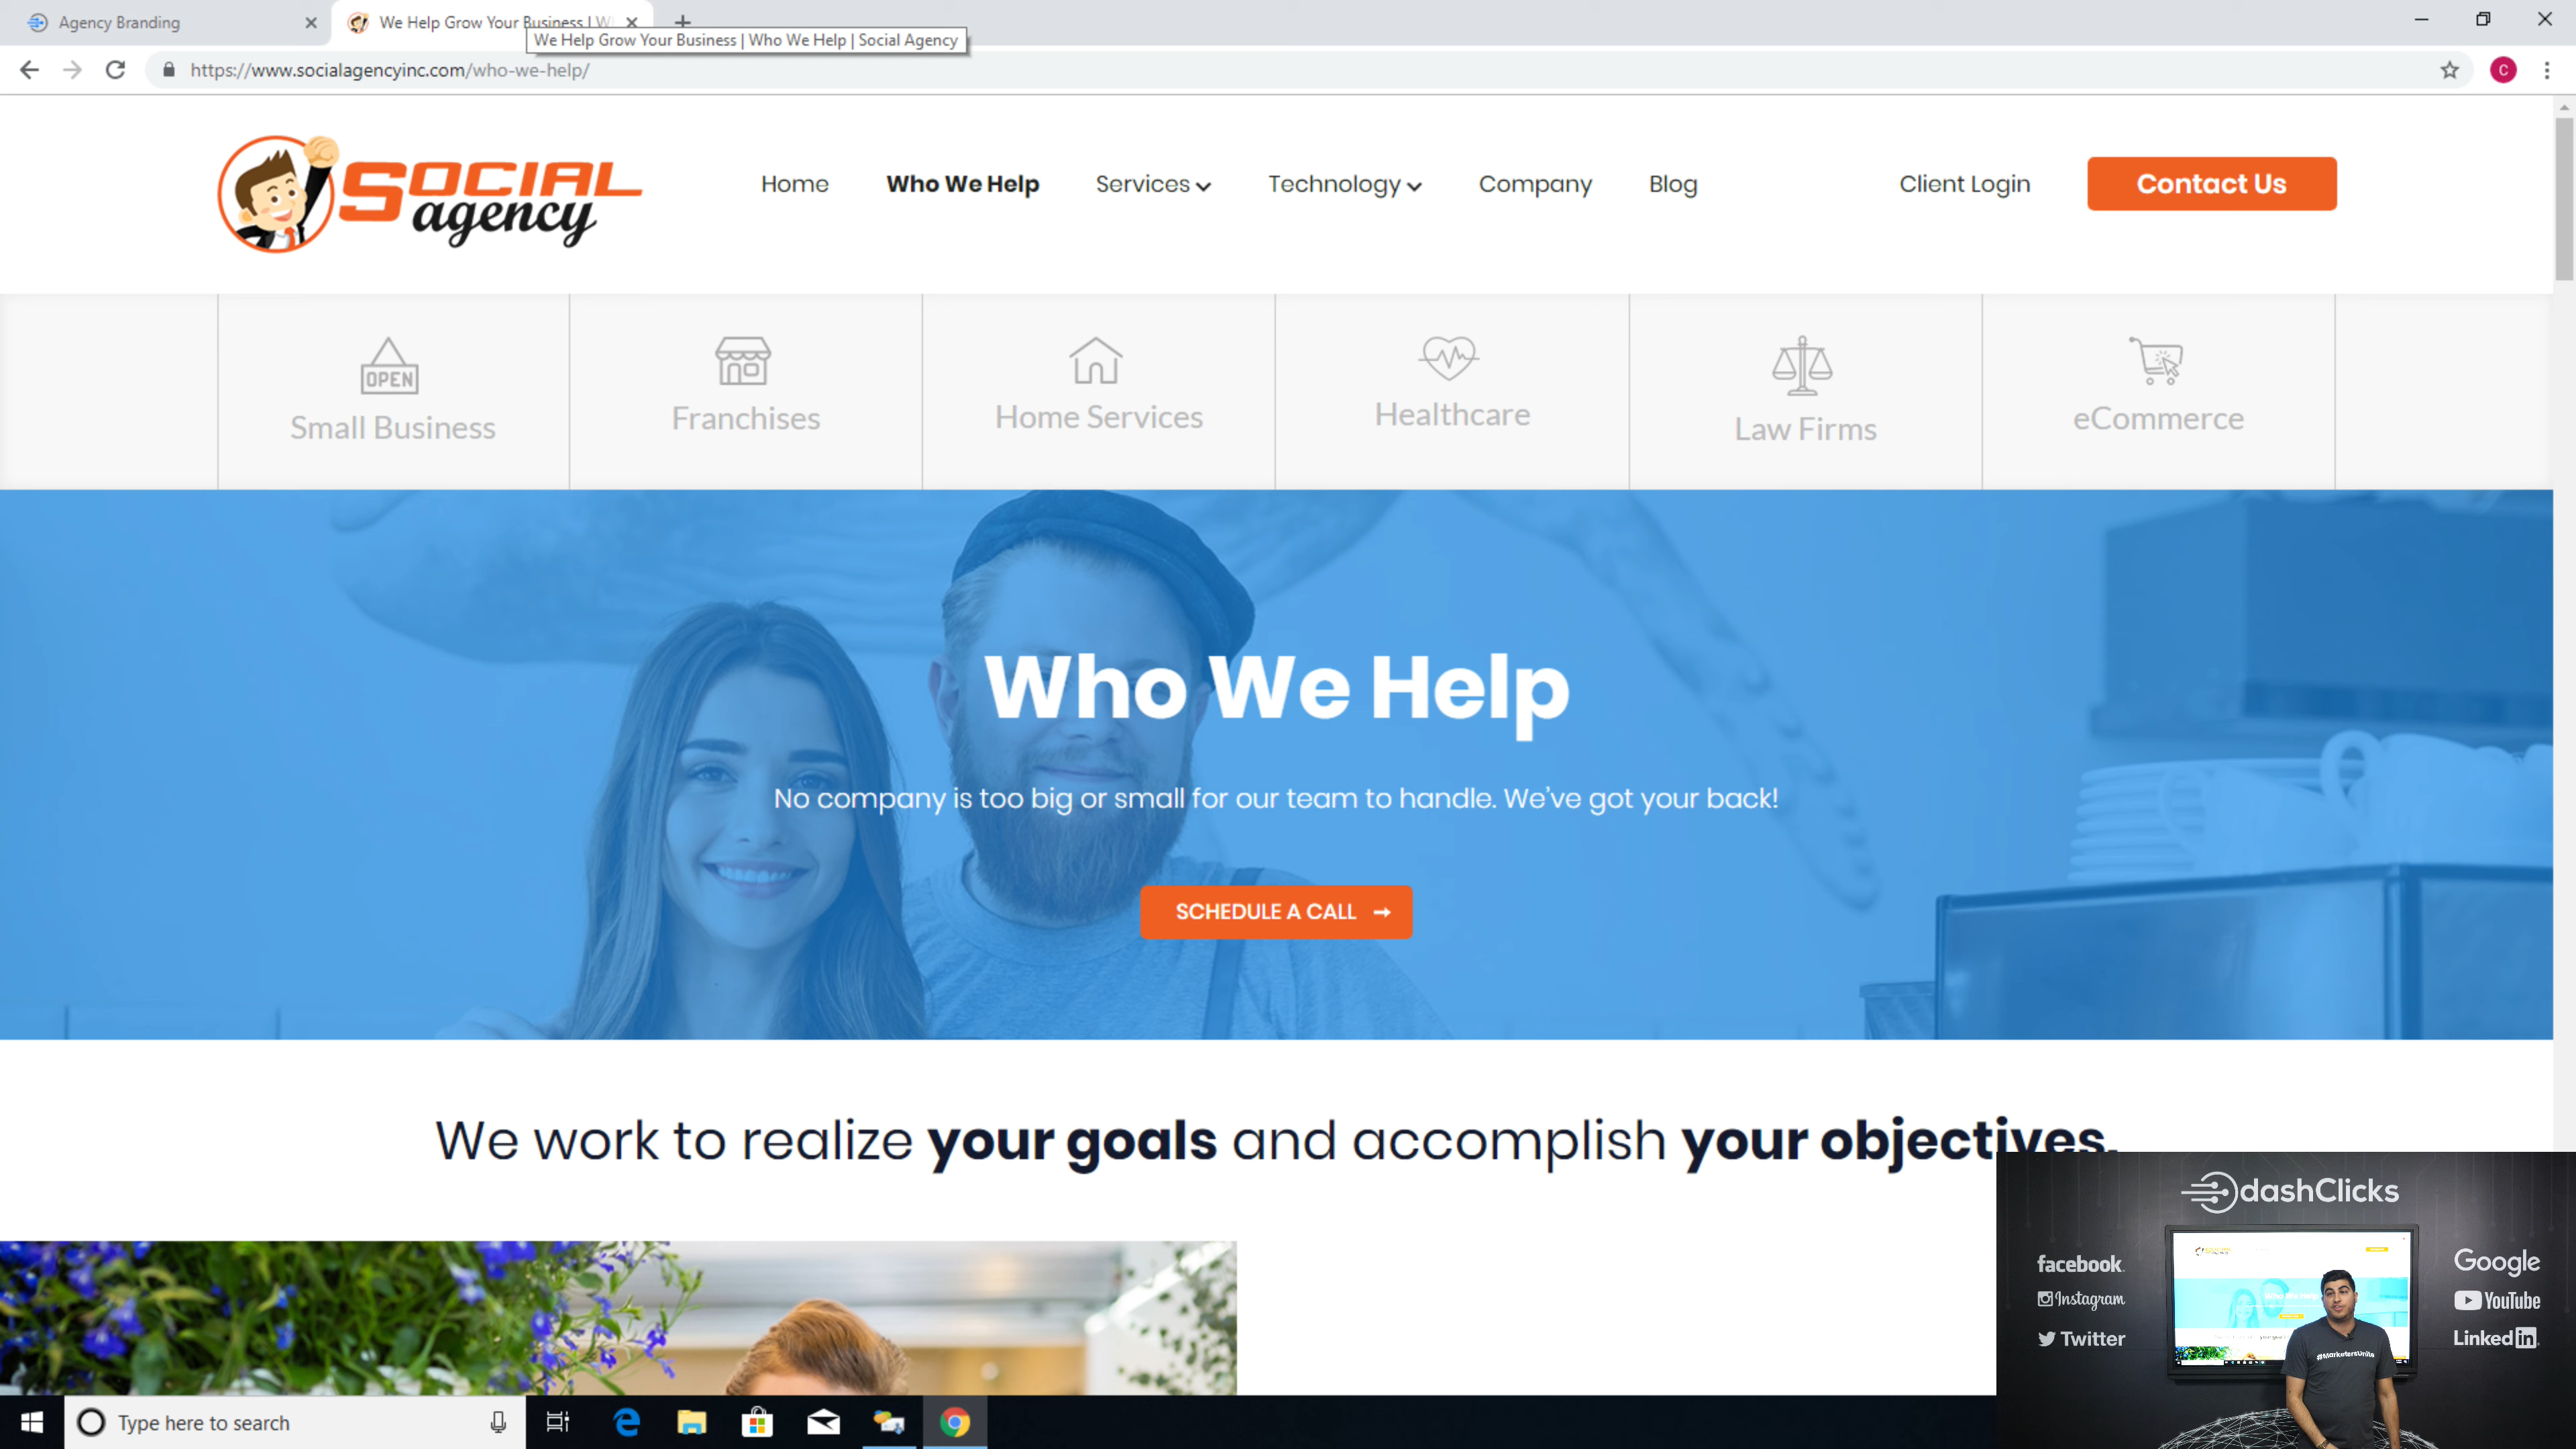 Agency Branding
We Help Grow Your Business | W
We Help Grow Your Business | Who We Help | Social Agency
https://www.socialagencyinc.com/who-we-help/
C
SOCIAL
agency
Home
Who We Help
Services
Technology
Company
Blog
Client Login
Contact Us
OPEN
Small Business
Franchises
Home Services
Healthcare
Law Firms
eCommerce
Who We Help
No company is too big or small for our team to handle. We've got your back!
SCHEDULE A CALL
We work to realize your goals and accomplish your objectives.
dashClicks
facebook
Instagram
Twitter
Google
YouTube
Linkedin
Who We Help
#MarketersUnite
Type here to search